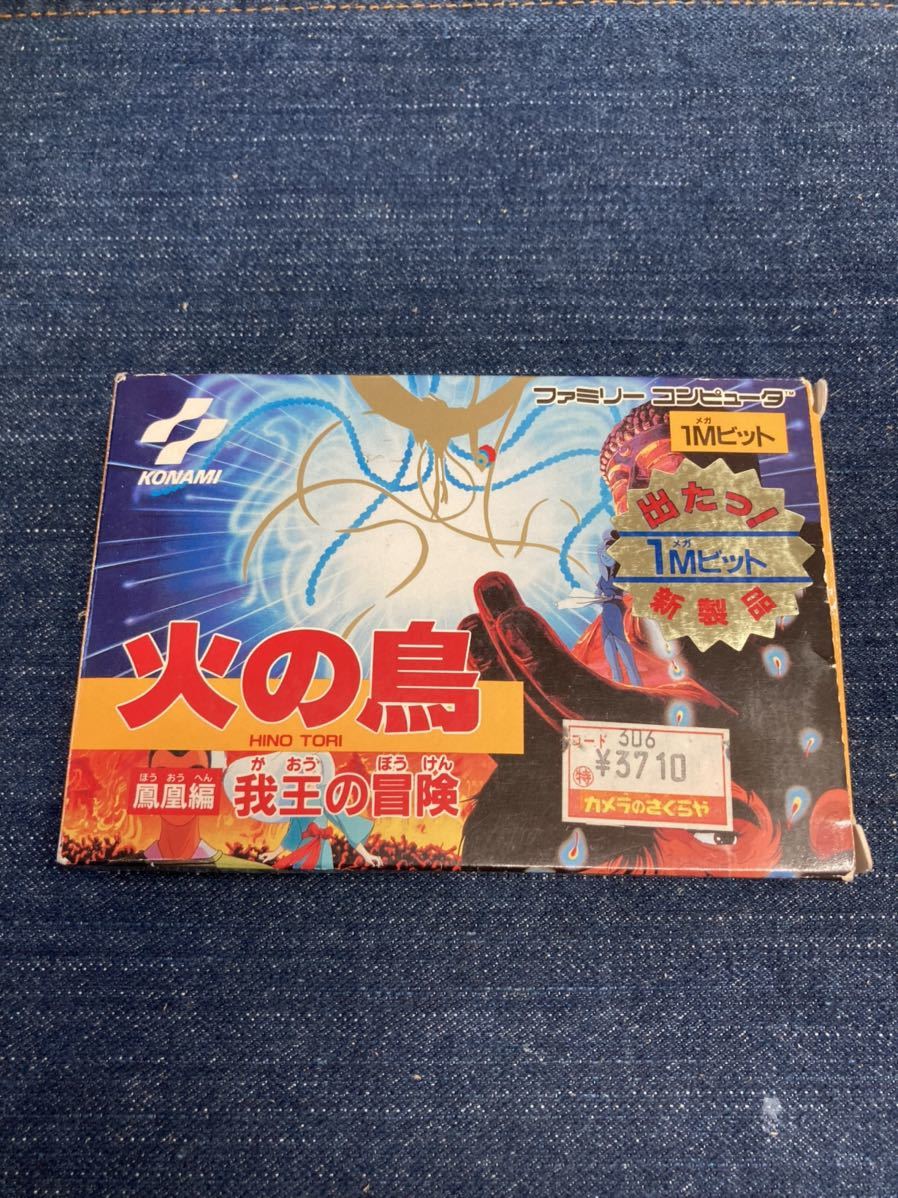 KONAMI
ファミリー コンピュータ™
メガ
1Mビット
出たっ!
メガ
1Mビット
新製品
火の鳥
HINO TORI
ほう おう へん
鳳凰編
が おう ぼう けん
我王の冒険
コード 306
特 ¥3710
カメラのさくらや